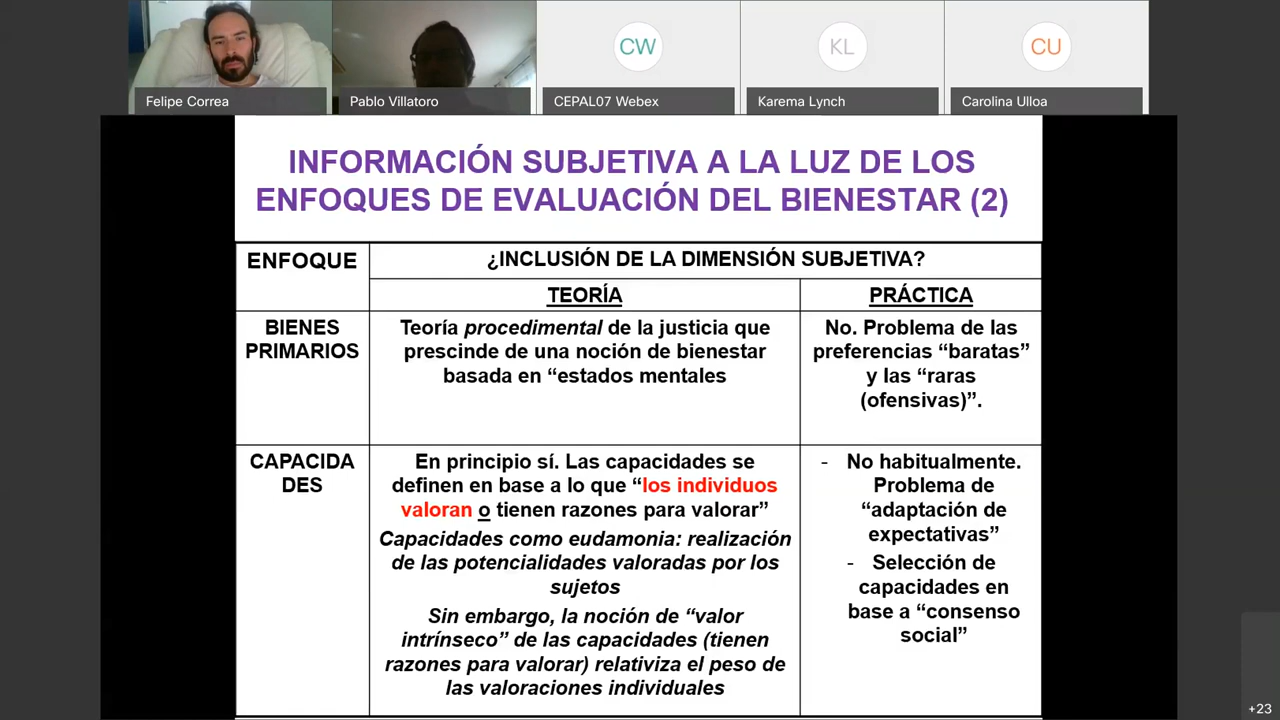 CW
KL
CU
Felipe Correa
Pablo Villatoro
CEPAL07 Webex
Karema Lynch
Carolina Ulloa
INFORMACIÓN SUBJETIVA A LA LUZ DE LOS
ENFOQUES DE EVALUACIÓN DEL BIENESTAR (2)
ENFOQUE
¿INCLUSIÓN DE LA DIMENSIÓN SUBJETIVA?
TEORÍA
PRÁCTICA
BIENES
PRIMARIOS
Teoría procedimental de la justicia que
prescinde de una noción de bienestar
basada en “estados mentales
No. Problema de las
preferencias “baratas”
y las “raras
(ofensivas)”.
CAPACIDA
DES
En principio sí. Las capacidades se
definen en base a lo que “los individuos
valoran o tienen razones para valorar”
Capacidades como eudamonia: realización
de las potencialidades valoradas por los
sujetos
Sin embargo, la noción de “valor
intrínseco” de las capacidades (tienen
razones para valorar) relativiza el peso de
las valoraciones individuales
- No habitualmente.
Problema de
“adaptación de
expectativas”
- Selección de
capacidades en
base a “consenso
social”
+23